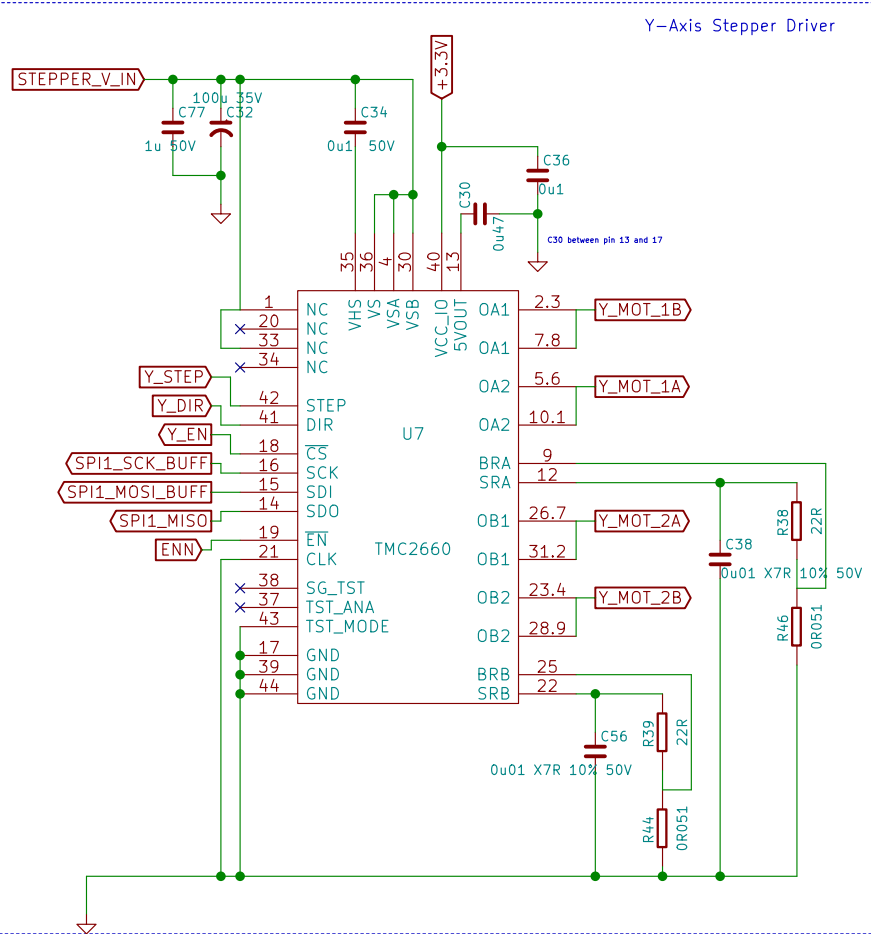 Y-Axis Stepper Driver
+3.3V
STEPPER_V_IN
100u 35V
C77
C32
1u 50V
C34
0u1 50V
C36
0u1
C30
0u47
C30 between pin 13 and 17
35
36
4
30
40
13
VHS
VS
VSA
VSB
VCC_IO
5VOUT
1
NC
20
NC
33
NC
34
NC
Y_STEP
42
STEP
Y_DIR
41
DIR
Y_EN
18
CS
SPI1_SCK_BUFF
16
SCK
SPI1_MOSI_BUFF
15
SDI
SPI1_MISO
14
SDO
ENN
19
EN
21
CLK
38
SG_TST
37
TST_ANA
43
TST_MODE
17
GND
39
GND
44
GND
U7
TMC2660
OA1
2.3
Y_MOT_1B
OA1
7.8
OA2
5.6
Y_MOT_1A
OA2
10.1
BRA
9
SRA
12
OB1
26.7
Y_MOT_2A
OB1
31.2
OB2
23.4
Y_MOT_2B
OB2
28.9
BRB
25
SRB
22
R38
22R
C38
0u01 X7R 10% 50V
R46
0R051
C56
0u01 X7R 10% 50V
R39
22R
R44
0R051